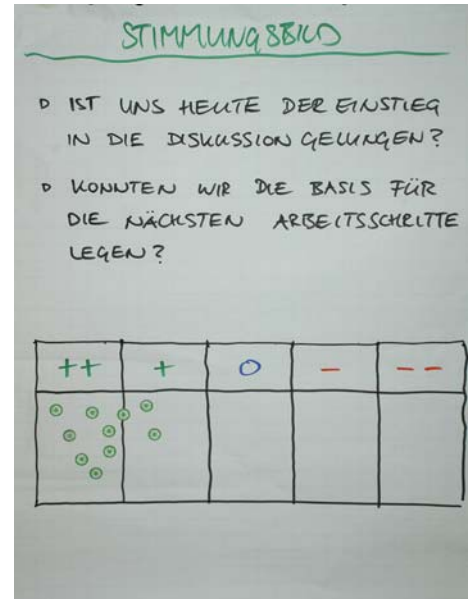 STIMMUNGSBILD
▷ IST UNS HEUTE DER EINSTIEG
IN DIE DISKUSSION GELUNGEN?
▷ KONNTEN WIR DIE BASIS FÜR
DIE NÄCHSTEN ARBEITSSCHRITTE
LEGEN?
++ + O - --